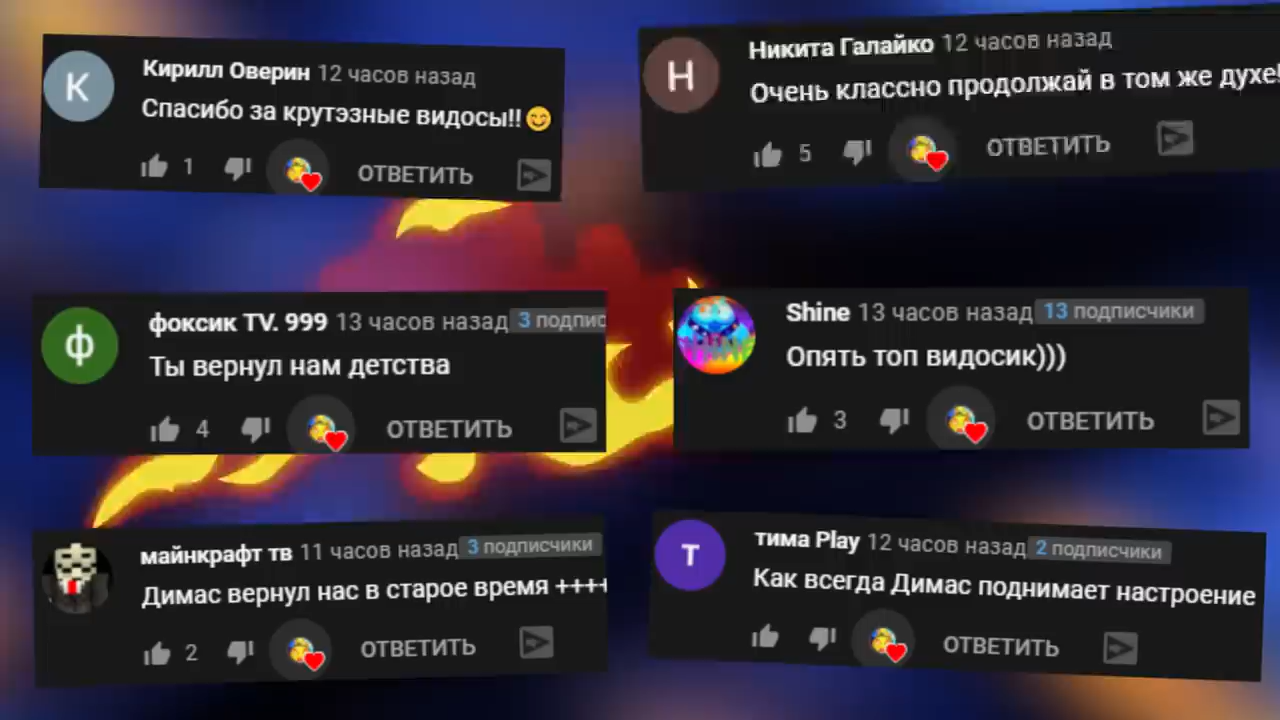 Кирилл Оверин 12 часов назад
Спасибо за крутэзные видосы!!😊
К
1 ОТВЕТИТЬ
Никита Галайко 12 часов назад
Очень классно продолжай в том же духе!
Н
5 ОТВЕТИТЬ
фоксик TV. 999 13 часов назад 3 подпис
Ты вернул нам детства
ф
4 ОТВЕТИТЬ
Shine 13 часов назад 13 подписчики
Опять топ видосик)))
3 ОТВЕТИТЬ
майнкрафт тв 11 часов назад 3 подписчики
Димас вернул нас в старое время ++++
2 ОТВЕТИТЬ
тима Play 12 часов назад 2 подписчики
Как всегда Димас поднимает настроение
т
ОТВЕТИТЬ